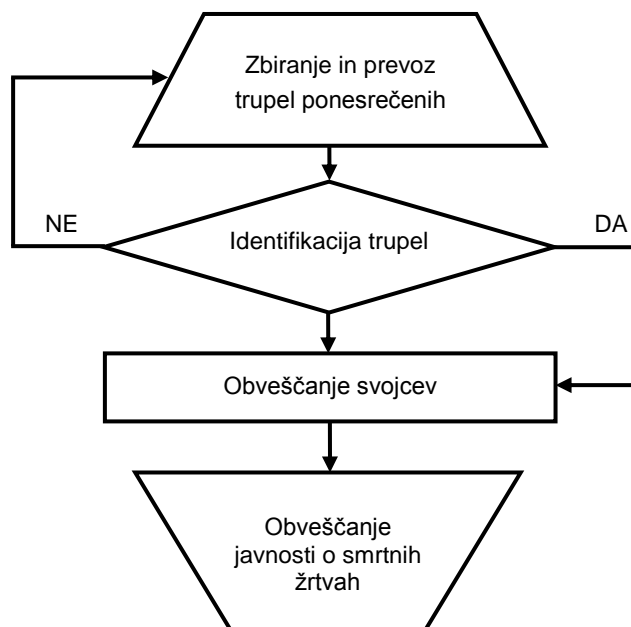 Zbiranje in prevoz
trupel ponesrečenih
NE
Identifikacija trupel
DA
Obveščanje svojcev
Obveščanje
javnosti o smrtnih
žrtvah